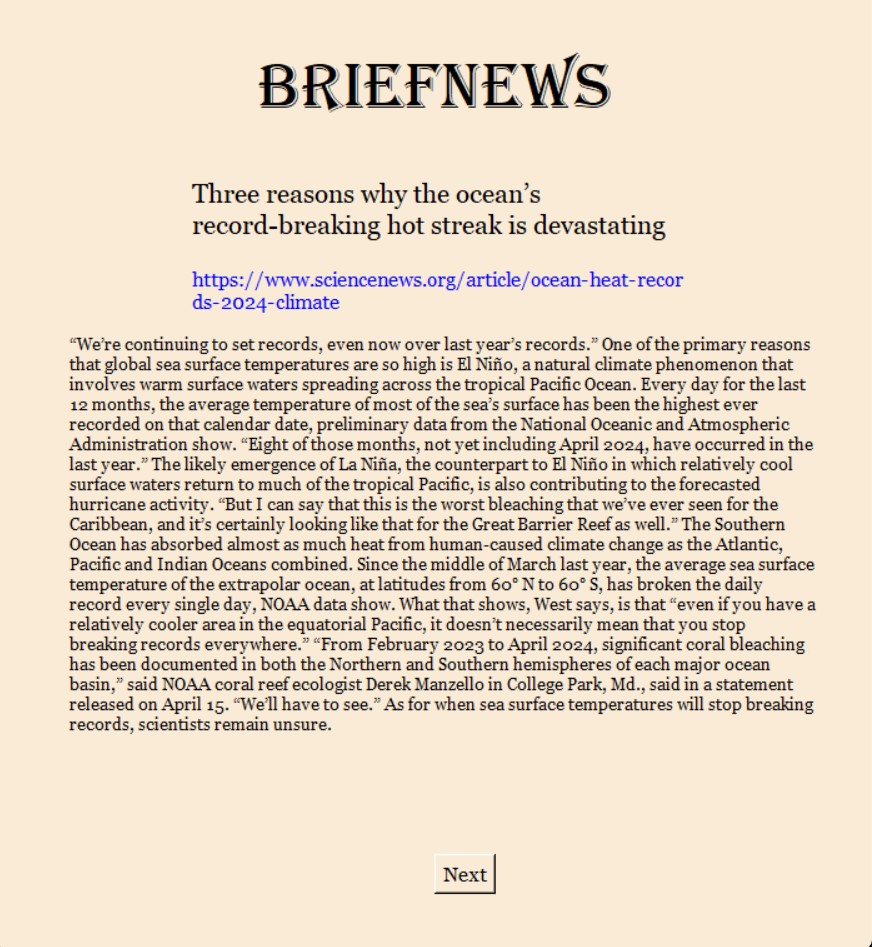 BRIEFNEWS
Three reasons why the ocean’s
record-breaking hot streak is devastating
https://www.sciencenews.org/article/ocean-heat-recor
ds-2024-climate
“We’re continuing to set records, even now over last year’s records.” One of the primary reasons
that global sea surface temperatures are so high is El Niño, a natural climate phenomenon that
involves warm surface waters spreading across the tropical Pacific Ocean. Every day for the last
12 months, the average temperature of most of the sea’s surface has been the highest ever
recorded on that calendar date, preliminary data from the National Oceanic and Atmospheric
Administration show. “Eight of those months, not yet including April 2024, have occurred in the
last year.” The likely emergence of La Niña, the counterpart to El Niño in which relatively cool
surface waters return to much of the tropical Pacific, is also contributing to the forecasted
hurricane activity. “But I can say that this is the worst bleaching that we’ve ever seen for the
Caribbean, and it’s certainly looking like that for the Great Barrier Reef as well.” The Southern
Ocean has absorbed almost as much heat from human-caused climate change as the Atlantic,
Pacific and Indian Oceans combined. Since the middle of March last year, the average sea surface
temperature of the extrapolar ocean, at latitudes from 60° N to 60° S, has broken the daily
record every single day, NOAA data show. What that shows, West says, is that “even if you have a
relatively cooler area in the equatorial Pacific, it doesn’t necessarily mean that you stop
breaking records everywhere.” “From February 2023 to April 2024, significant coral bleaching
has been documented in both the Northern and Southern hemispheres of each major ocean
basin,” said NOAA coral reef ecologist Derek Manzello in College Park, Md., said in a statement
released on April 15. “We’ll have to see.” As for when sea surface temperatures will stop breaking
records, scientists remain unsure.
Next